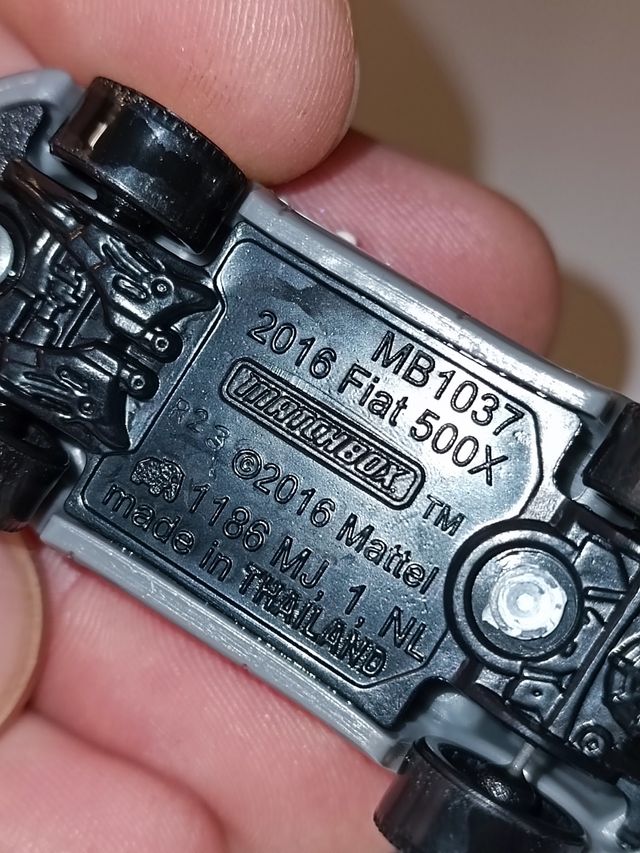 MB1037
2016 Fiat 500X
MATCHBOX TM
R23
©2016 Mattel
1186 MJ, 1, NL
made in THAILAND